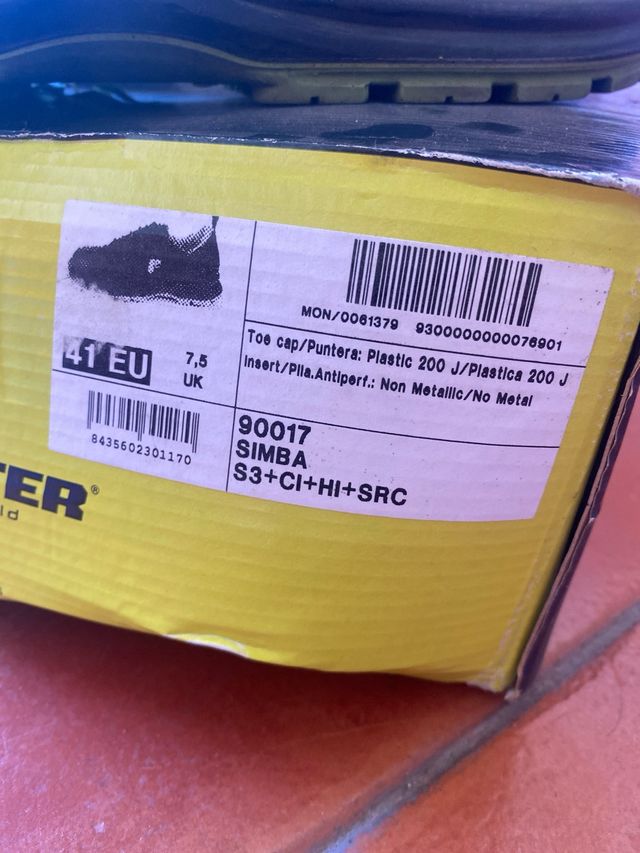 MON/0061379 9300000000076901
Toe cap/Puntera: Plastic 200 J/Plastica 200 J
Insert/Plla.Antiperf.: Non Metallic/No Metal
41 EU
7,5
UK
8435602301170
90017
SIMBA
S3+CI+HI+SRC
TER®
ld